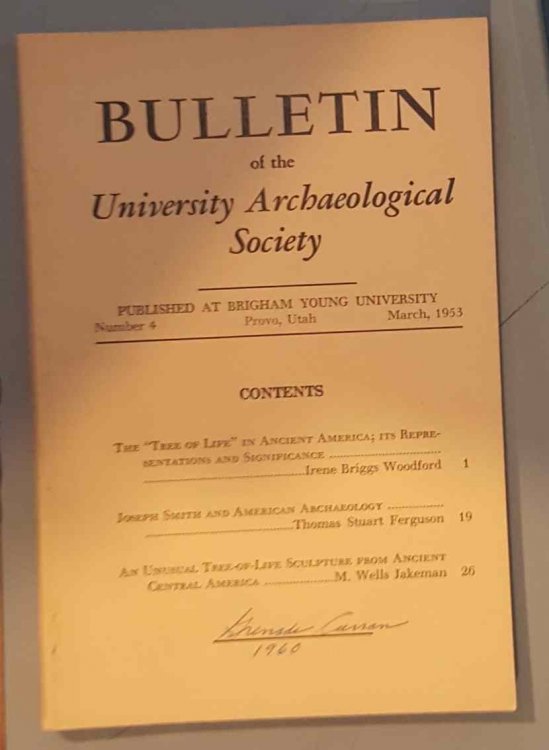 BULLETIN
of the
University Archaeological
Society
PUBLISHED AT BRIGHAM YOUNG UNIVERSITY
Number 4 Provo, Utah March, 1953
CONTENTS
THE "TREE OF LIFE" IN ANCIENT AMERICA; ITS REPRE-
SENTATIONS AND SIGNIFICANCE ..............................
........................................Irene Briggs Woodford 1
JOSEPH SMITH AND AMERICAN ARCHAEOLOGY ...............
........................................Thomas Stuart Ferguson 19
AN UNUSUAL TREE-OF-LIFE SCULPTURE FROM ANCIENT
CENTRAL AMERICA ....................M. Wells Jakeman 26
Curran
1960